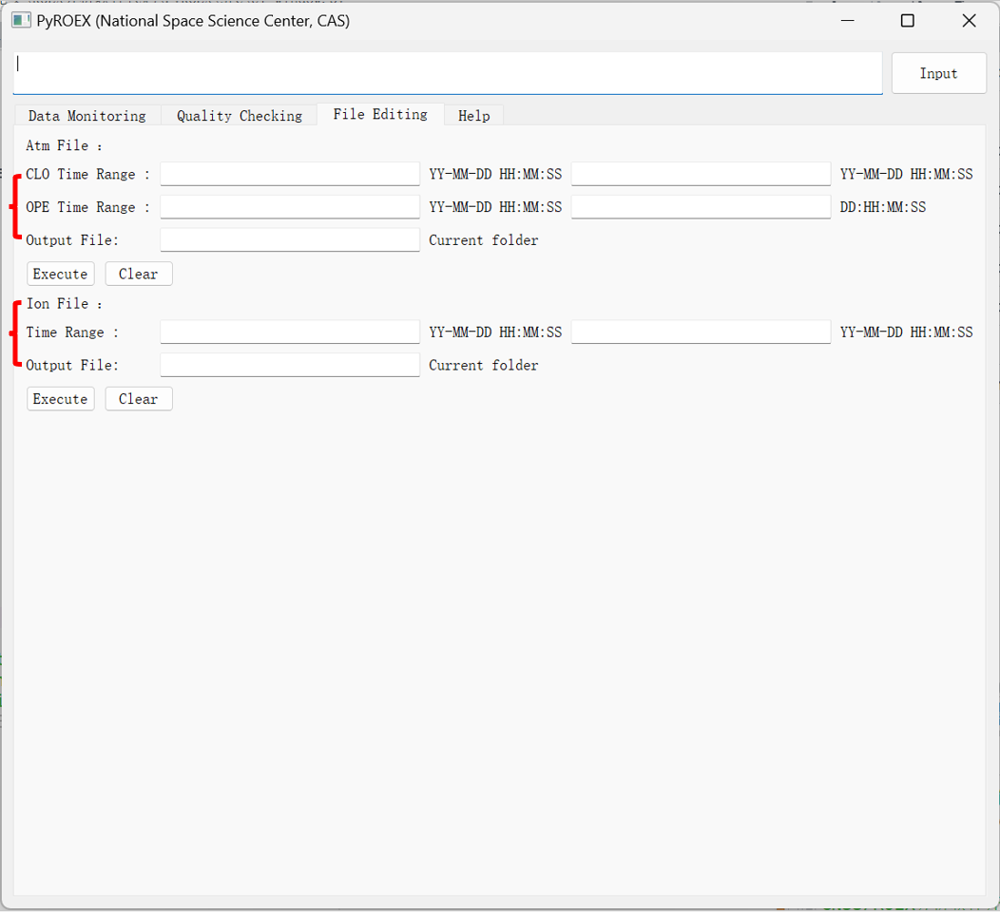 PyROEX (National Space Science Center, CAS)
Input
Data Monitoring Quality Checking File Editing Help
Atm File :
CLO Time Range : YY-MM-DD HH:MM:SS YY-MM-DD HH:MM:SS
OPE Time Range : YY-MM-DD HH:MM:SS DD:HH:MM:SS
Output File: Current folder
Execute Clear
Ion File :
Time Range : YY-MM-DD HH:MM:SS YY-MM-DD HH:MM:SS
Output File: Current folder
Execute Clear